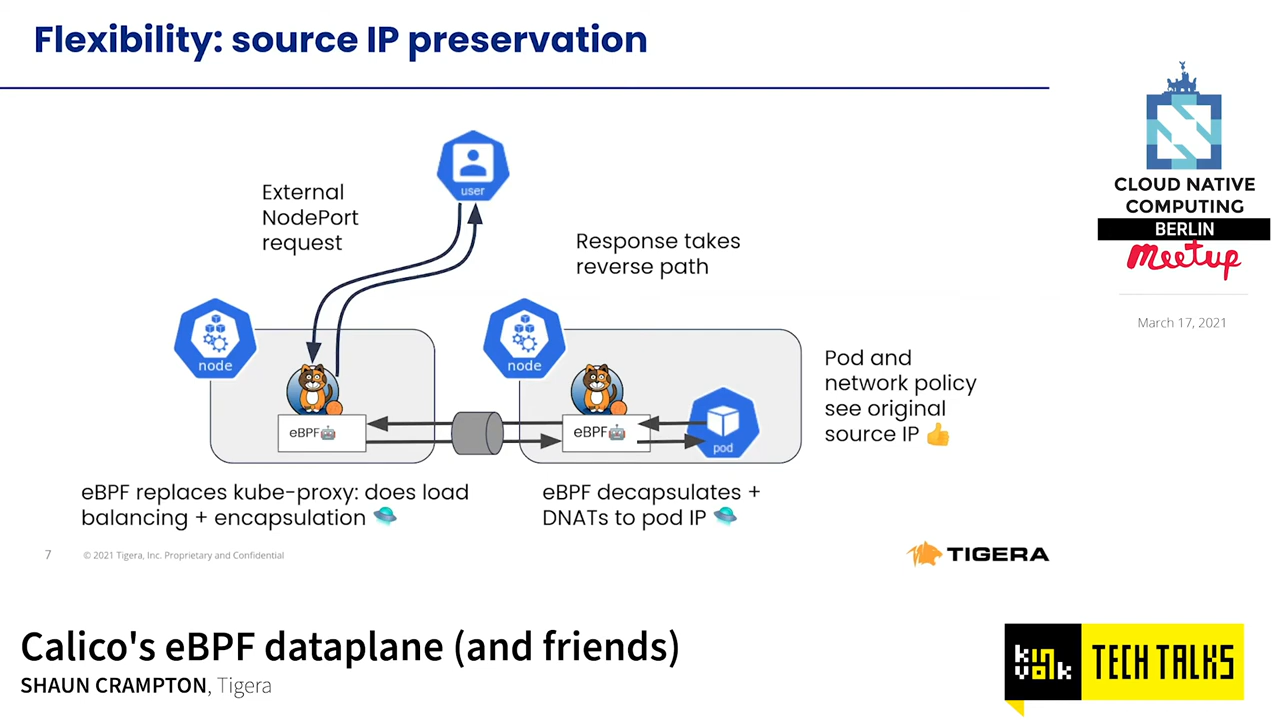 Flexibility: source IP preservation
CLOUD NATIVE
COMPUTING
BERLIN
meetup
March 17, 2021
user
External
NodePort
request
Response takes
reverse path
node
node
eBPF
eBPF
pod
Pod and
network policy
see original
source IP 👍
eBPF replaces kube-proxy: does load
balancing + encapsulation 🛸
eBPF decapsulates +
DNATs to pod IP 🛸
7
© 2021 Tigera, Inc. Proprietary and Confidential
TIGERA
Calico's eBPF dataplane (and friends)
SHAUN CRAMPTON, Tigera
kinvolk
TECH TALKS